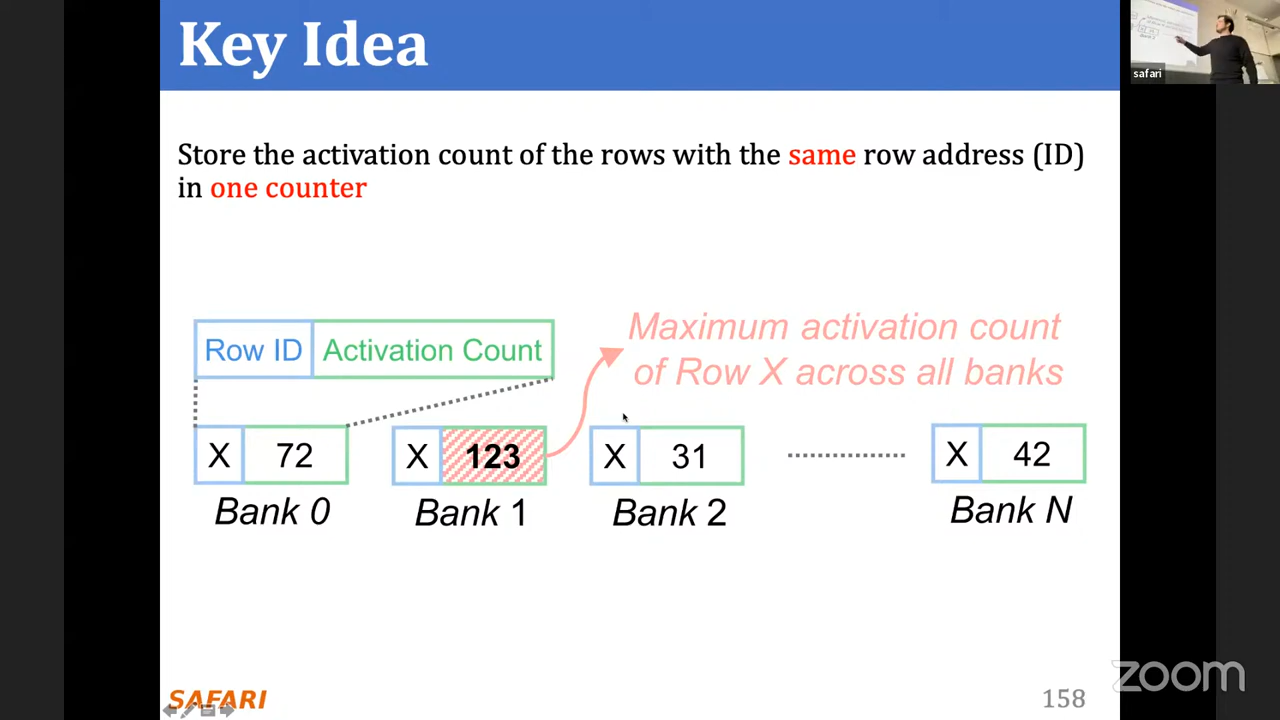 Key Idea
safari
Store the activation count of the rows with the same row address (ID)
in one counter
Maximum activation count
of Row X across all banks
Row ID Activation Count
X 72
X 123
X 31
X 42
Bank 0
Bank 1
Bank 2
Bank N
SAFARI
158
zoom